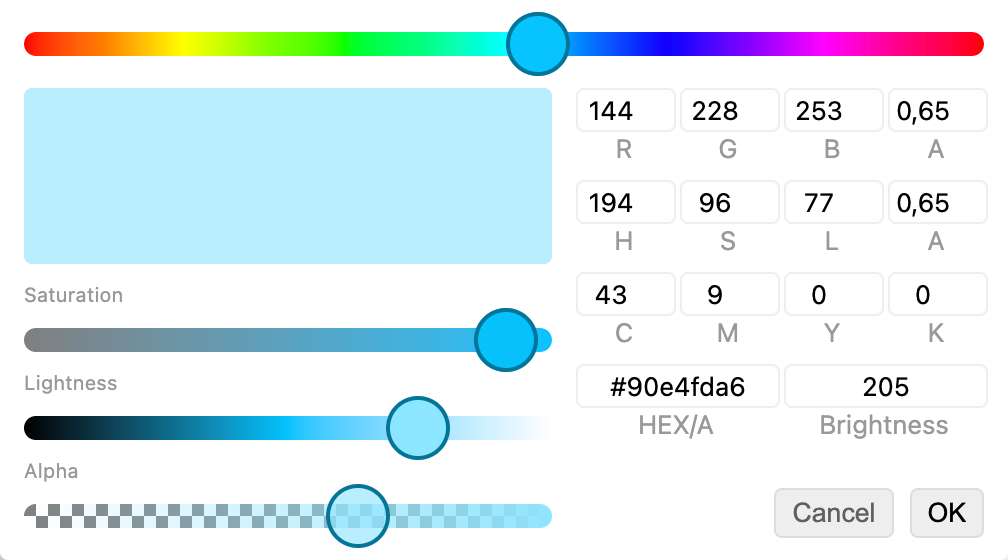 144 228 253 0,65
R G B A
194 96 77 0,65
H S L A
Saturation
43 9 0 0
C M Y K
Lightness
#90e4fda6 205
HEX/A Brightness
Alpha
Cancel OK